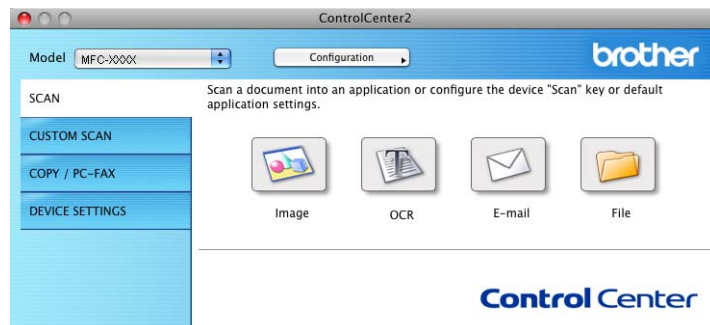 ControlCenter2
Model MFC-XXXX Configuration brother
SCAN
Scan a document into an application or configure the device "Scan" key or default
application settings.
CUSTOM SCAN
COPY / PC-FAX
DEVICE SETTINGS
Image OCR E-mail File
Control Center